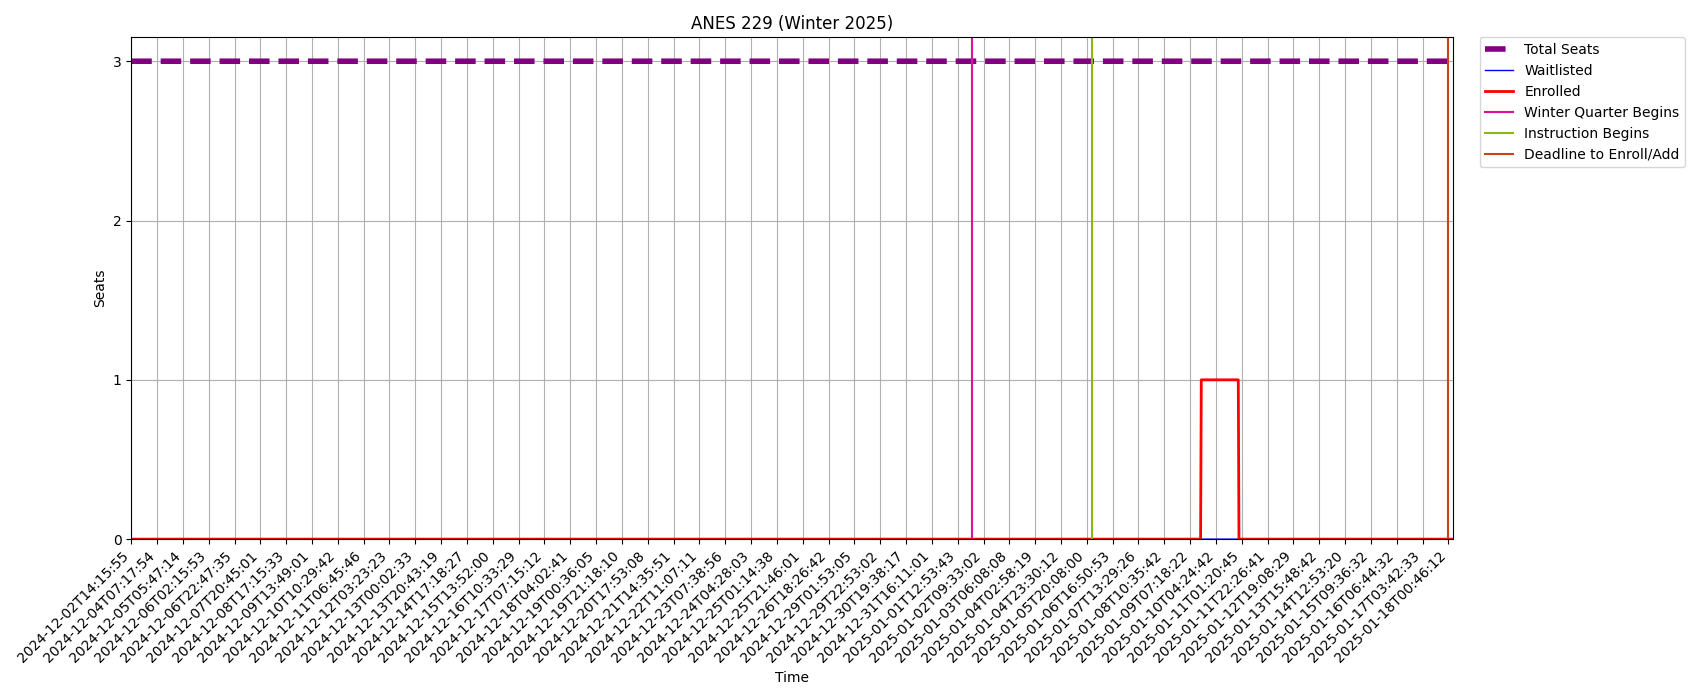 ANES 229 (Winter 2025)
3
2
1
0
Seats
2024-12-02T14:15:55
2024-12-04T07:17:54
2024-12-05T05:47:14
2024-12-06T02:15:53
2024-12-06T22:47:35
2024-12-07T20:45:01
2024-12-08T17:15:33
2024-12-09T13:49:01
2024-12-10T10:29:42
2024-12-11T06:45:46
2024-12-12T03:23:23
2024-12-13T00:02:33
2024-12-13T20:43:19
2024-12-14T17:18:27
2024-12-15T13:52:00
2024-12-16T10:33:29
2024-12-17T07:15:12
2024-12-18T04:02:41
2024-12-19T00:36:05
2024-12-19T21:18:10
2024-12-20T17:53:08
2024-12-21T14:35:51
2024-12-22T11:07:11
2024-12-23T07:38:56
2024-12-24T04:28:03
2024-12-25T01:14:38
2024-12-25T21:46:01
2024-12-26T18:26:42
2024-12-29T01:53:05
2024-12-29T22:53:02
2024-12-30T19:38:17
2024-12-31T16:11:01
2025-01-01T12:53:43
2025-01-02T09:33:02
2025-01-03T06:08:08
2025-01-04T02:58:19
2025-01-04T23:30:12
2025-01-05T20:08:00
2025-01-06T16:50:53
2025-01-07T13:29:26
2025-01-08T10:35:42
2025-01-09T07:18:22
2025-01-10T04:24:42
2025-01-11T01:20:45
2025-01-11T22:26:41
2025-01-12T19:08:29
2025-01-13T15:48:42
2025-01-14T12:53:20
2025-01-15T09:36:32
2025-01-16T06:44:32
2025-01-17T03:42:33
2025-01-18T00:46:12
Time
Total Seats
Waitlisted
Enrolled
Winter Quarter Begins
Instruction Begins
Deadline to Enroll/Add